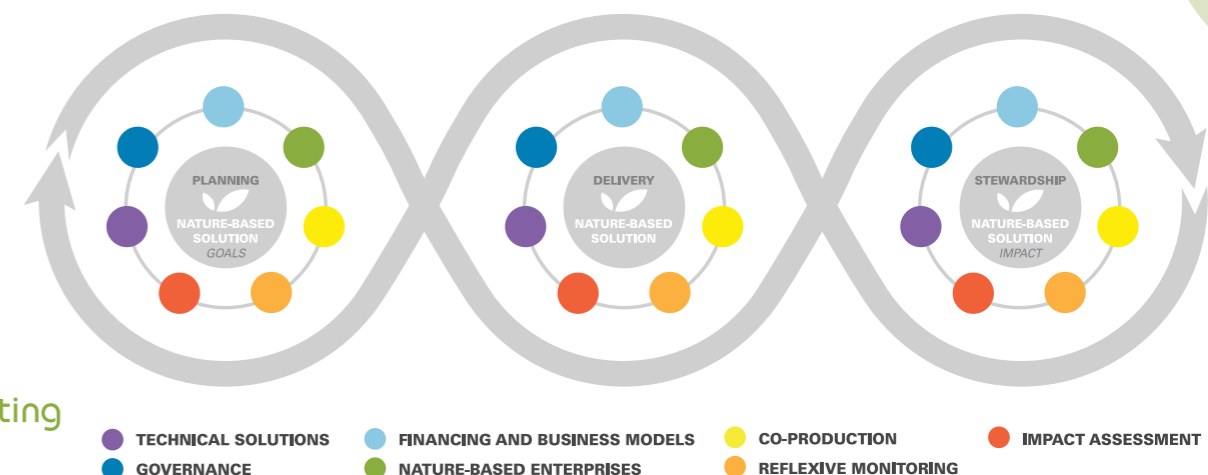 PLANNING
NATURE-BASED
SOLUTION
GOALS
DELIVERY
NATURE-BASED
SOLUTION
STEWARDSHIP
NATURE-BASED
SOLUTION
IMPACT
ting
TECHNICAL SOLUTIONS
FINANCING AND BUSINESS MODELS
CO-PRODUCTION
IMPACT ASSESSMENT
GOVERNANCE
NATURE-BASED ENTERPRISES
REFLEXIVE MONITORING